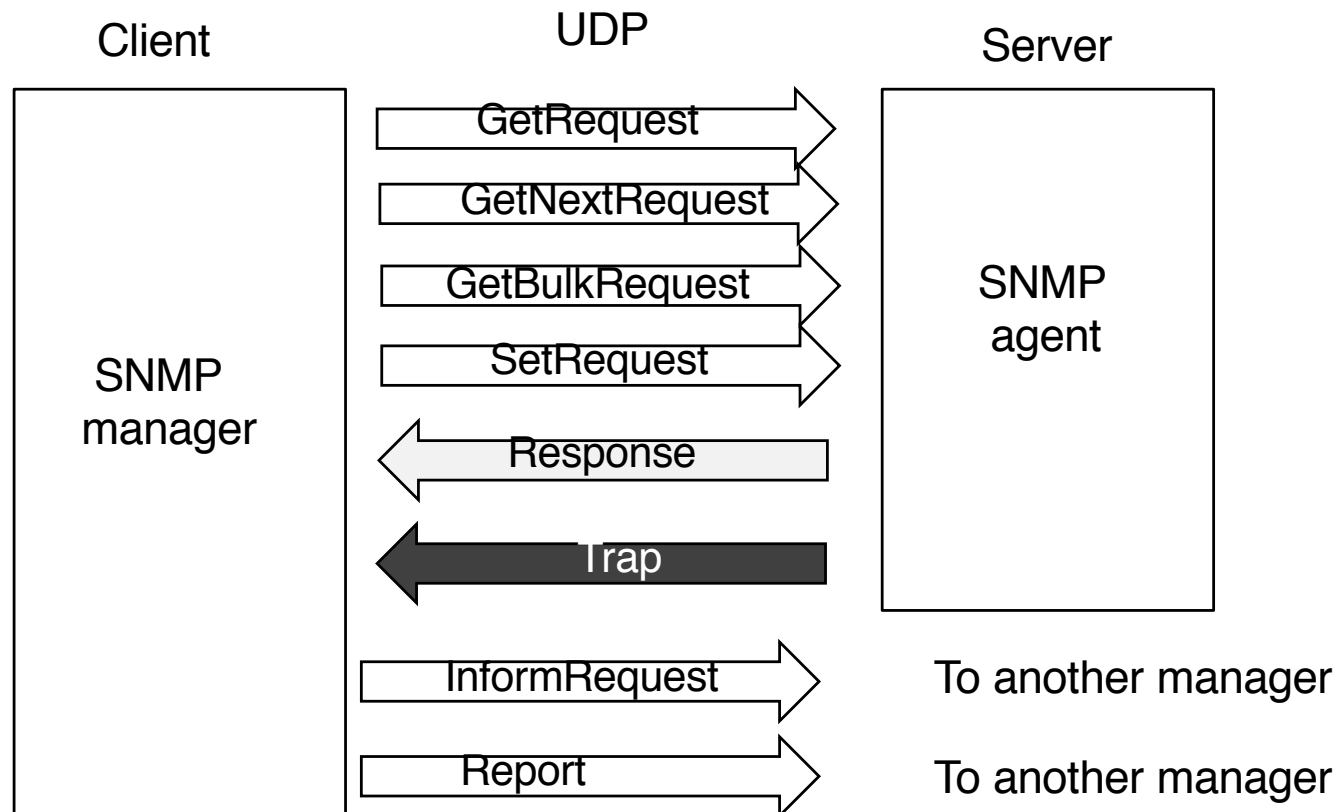 Client
UDP
Server
GetRequest
GetNextRequest
GetBulkRequest
SetRequest
Response
Trap
InformRequest
Report
SNMP
manager
SNMP
agent
To another manager
To another manager